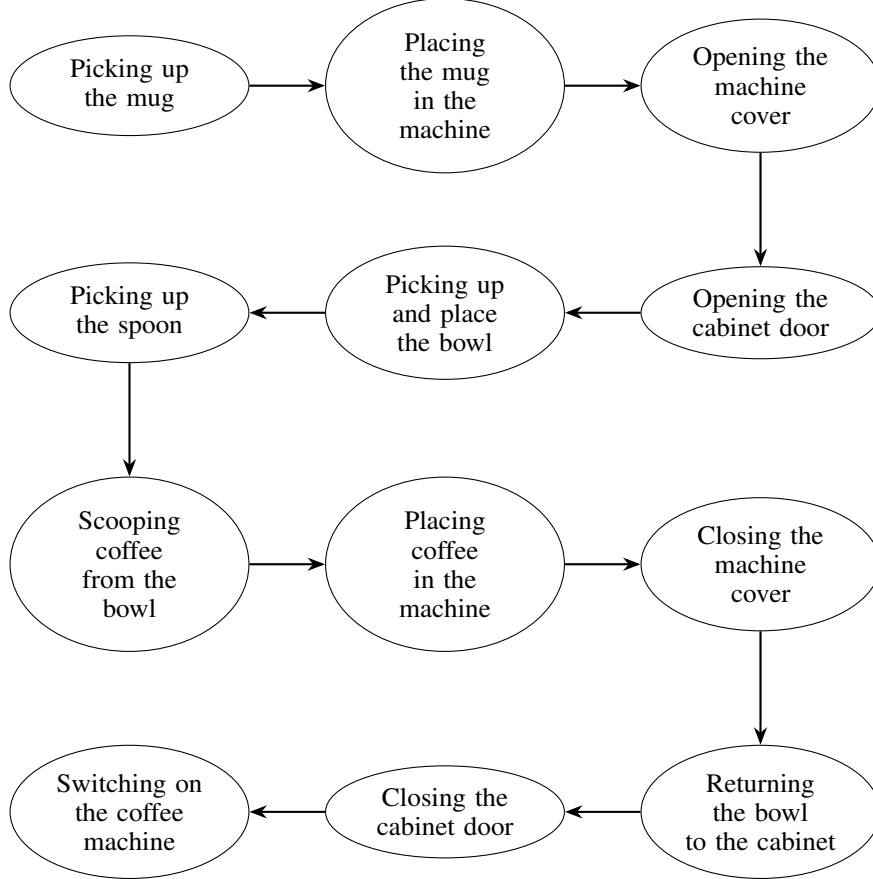 Picking up
the mug
Placing
the mug
in the
machine
Opening the
machine
cover
Opening the
cabinet door
Picking up
and place
the bowl
Picking up
the spoon
Scooping
coffee
from the
bowl
Placing
coffee
in the
machine
Closing the
machine
cover
Returning
the bowl
to the cabinet
Closing the
cabinet door
Switching on
the coffee
machine